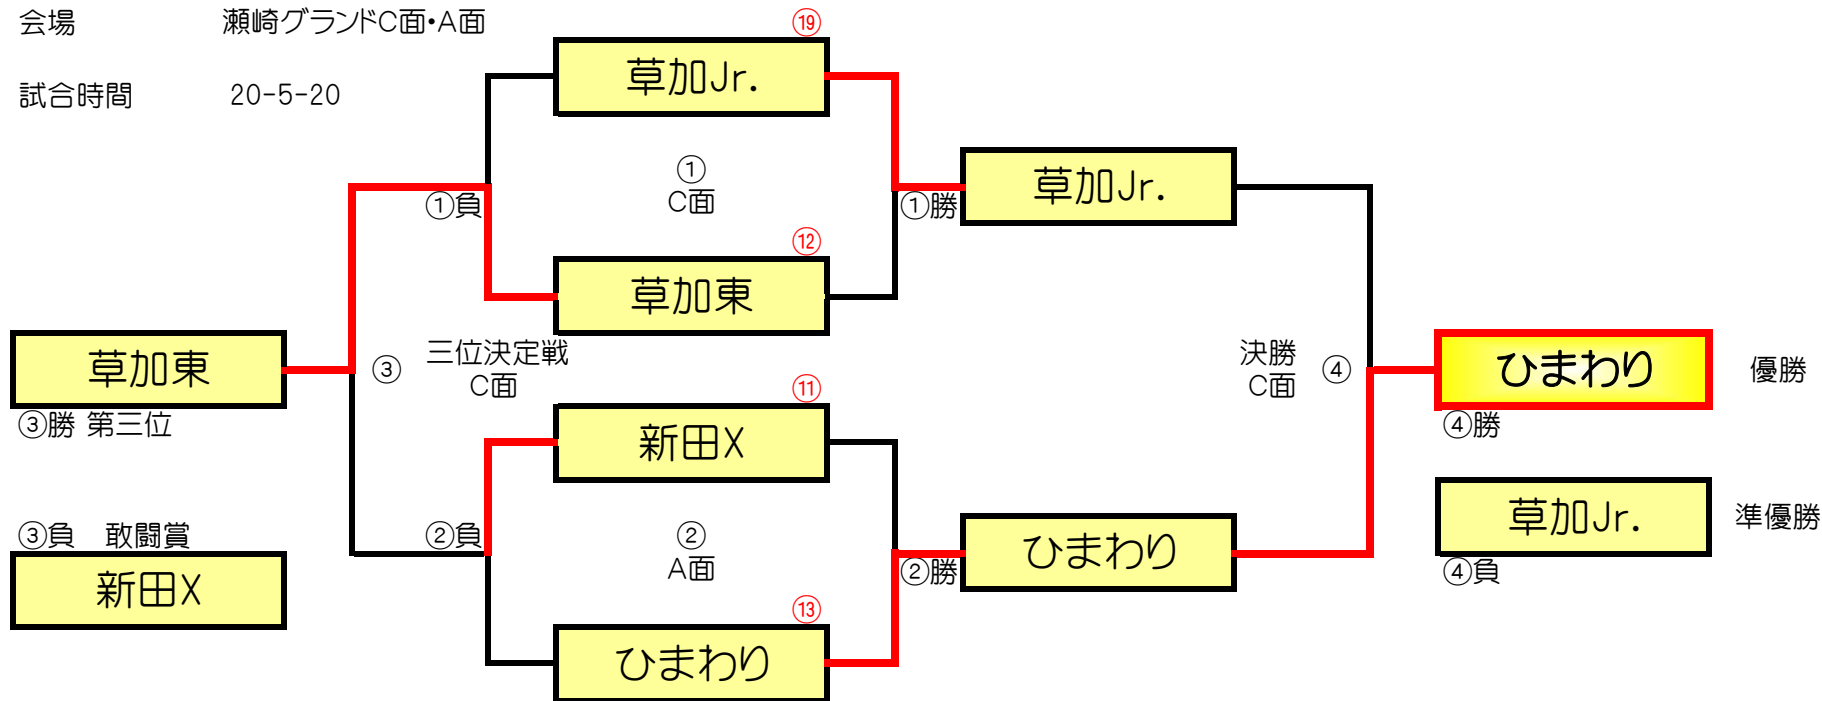 会場 瀬崎グランドC面・A面
⑲
草加Jr.
試合時間 20-5-20
①
C面
草加Jr.
①負
①勝
⑫
草加東
三位決定戦
C面
③
草加東
③勝 第三位
決勝
C面
④
ひまわり
優勝
④勝
⑪
新田X
③負 敢闘賞
新田X
②負
②
A面
②勝
ひまわり
草加Jr.
準優勝
④負
⑬
ひまわり